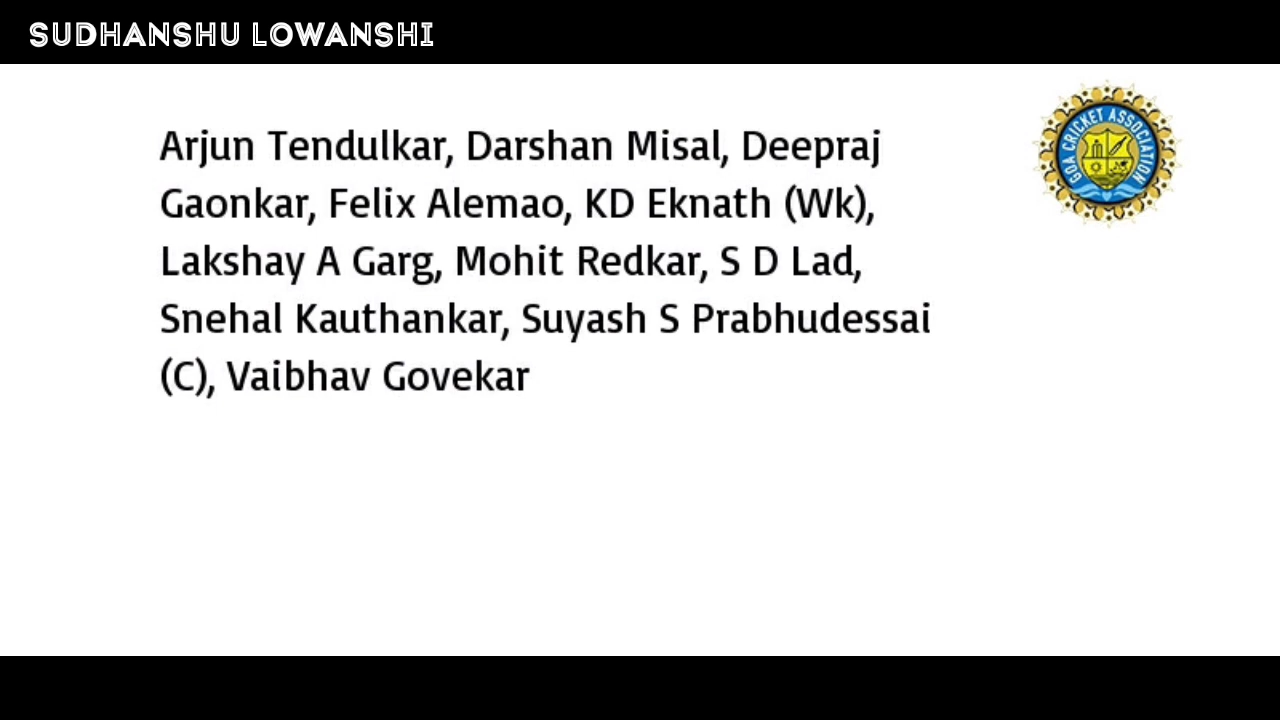 SUDHANSHU LOWANSHI
Arjun Tendulkar, Darshan Misal, Deepraj
Gaonkar, Felix Alemao, KD Eknath (Wk),
Lakshay A Garg, Mohit Redkar, S D Lad,
Snehal Kauthankar, Suyash S Prabhudessai
(C), Vaibhav Govekar
GOA CRICKET ASSOCIATION